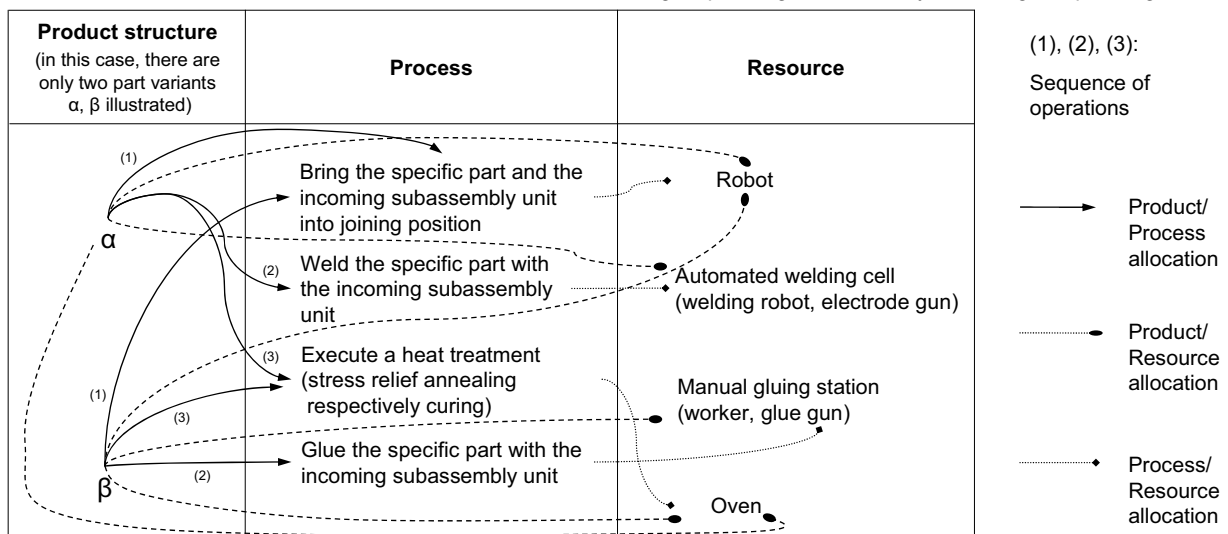 Product structure
(in this case, there are
only two part variants
α, β illustrated)
Process
Resource
(1), (2), (3):
Sequence of
operations
(1)
Bring the specific part and the
incoming subassembly unit
into joining position
Robot
α
(2)
Weld the specific part with
the incoming subassembly
unit
Automated welding cell
(welding robot, electrode gun)
(3)
Execute a heat treatment
(stress relief annealing
respectively curing)
Manual gluing station
(worker, glue gun)
(1)
(3)
Glue the specific part with the
incoming subassembly unit
(2)
β
Oven
Product/
Process
allocation
Product/
Resource
allocation
Process/
Resource
allocation